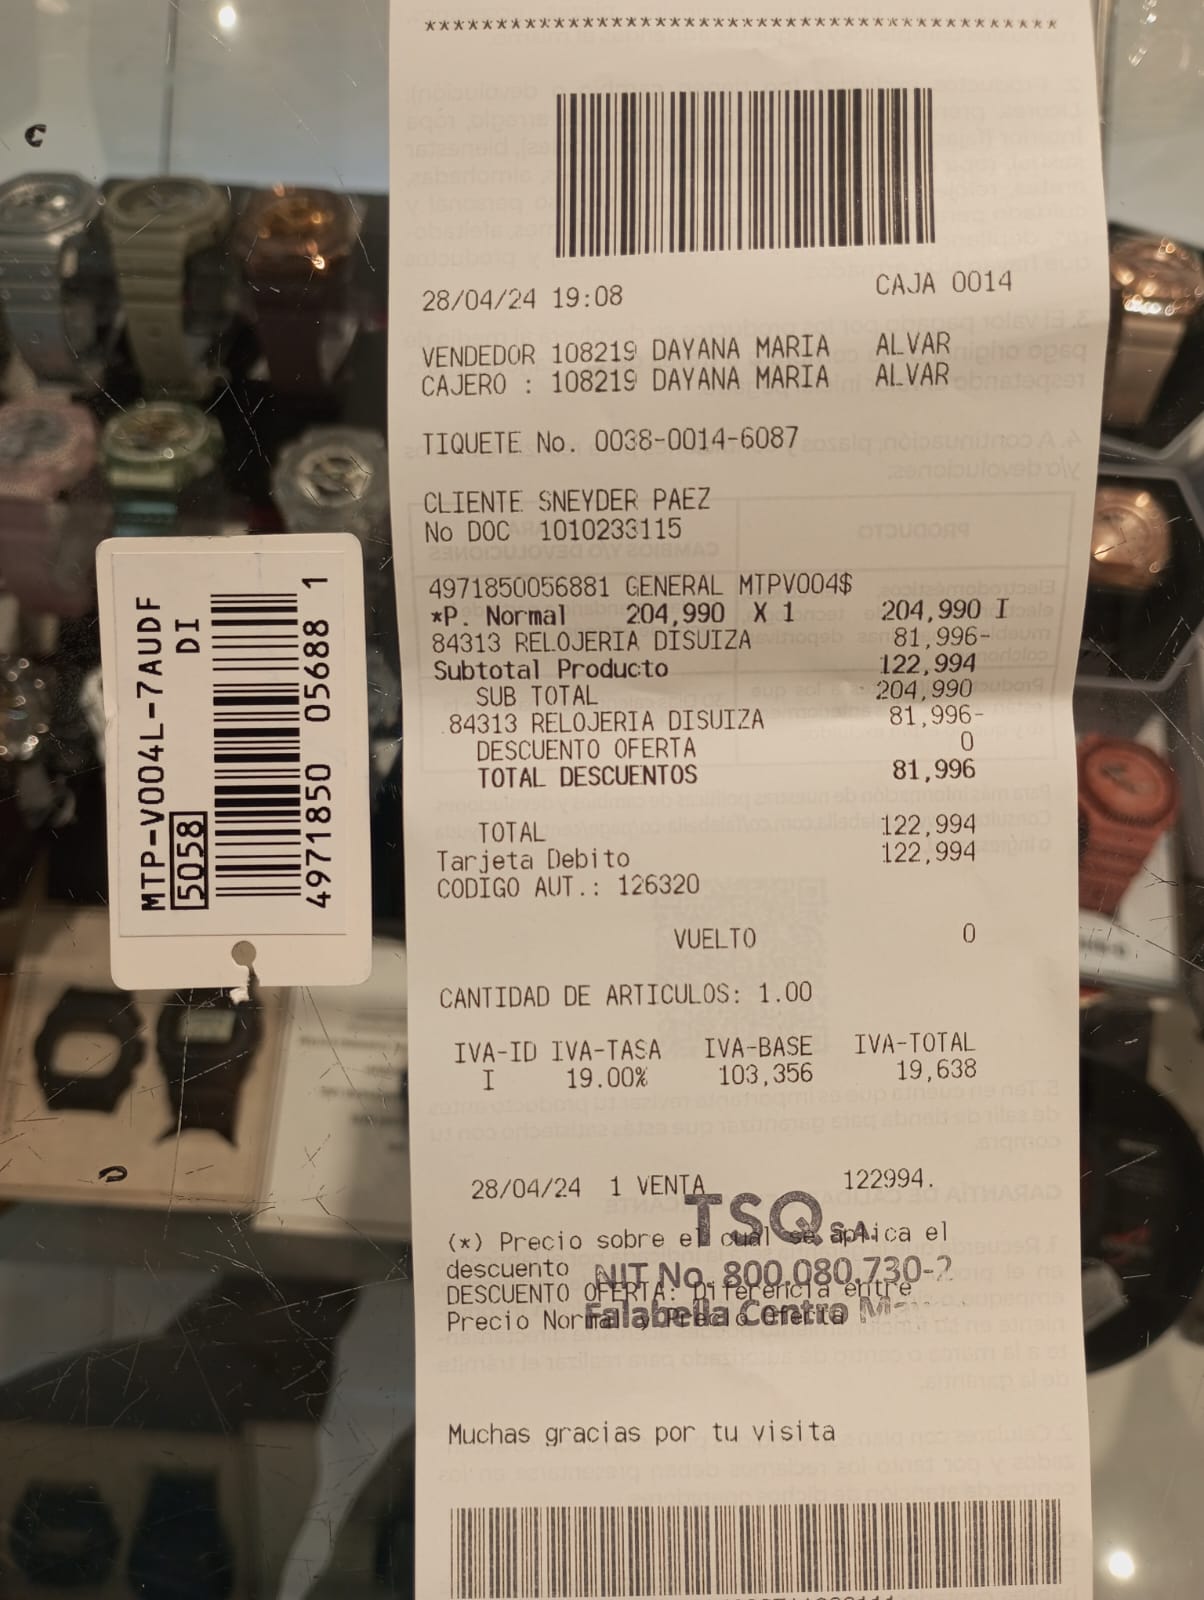 MTP-V004L-7AUDF
DI
5058
4971850 05688 1
*******************************************
28/04/24 19:08 CAJA 0014
VENDEDOR 108219 DAYANA MARIA ALVAR
CAJERO : 108219 DAYANA MARIA ALVAR
TIQUETE No. 0038-0014-6087
CLIENTE SNEYDER PAEZ
No DOC 1010233115
4971850056881 GENERAL MTPV004$
*P. Normal 204,990 X 1 204,990 I
84313 RELOJERIA DISUIZA 81,996-
Subtotal Producto 122,994
SUB TOTAL 204,990
84313 RELOJERIA DISUIZA 81,996-
DESCUENTO OFERTA 0
TOTAL DESCUENTOS 81,996
TOTAL 122,994
Tarjeta Debito 122,994
CODIGO AUT.: 126320
VUELTO 0
CANTIDAD DE ARTICULOS: 1.00
IVA-ID IVA-TASA IVA-BASE IVA-TOTAL
I 19.00% 103,356 19,638
28/04/24 1 VENTA 122994.
TSQ S.A.
(*) Precio sobre el cual se aplica el
descuento
NIT No. 800.080.730-2
DESCUENTO OFERTA: Diferencia entre
Precio Normal y Precio Oferta
Falabella Centro
Muchas gracias por tu visita